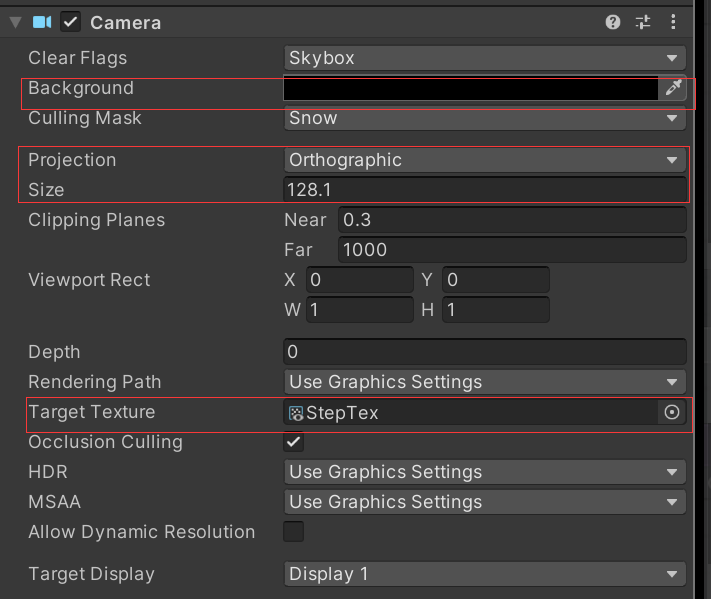 Camera
Clear Flags Skybox
Background
Culling Mask Snow
Projection Orthographic
Size 128.1
Clipping Planes Near 0.3
Far 1000
Viewport Rect X 0 Y 0
W 1 H 1
Depth 0
Rendering Path Use Graphics Settings
Target Texture StepTex
Occlusion Culling
HDR Use Graphics Settings
MSAA Use Graphics Settings
Allow Dynamic Resolution
Target Display Display 1